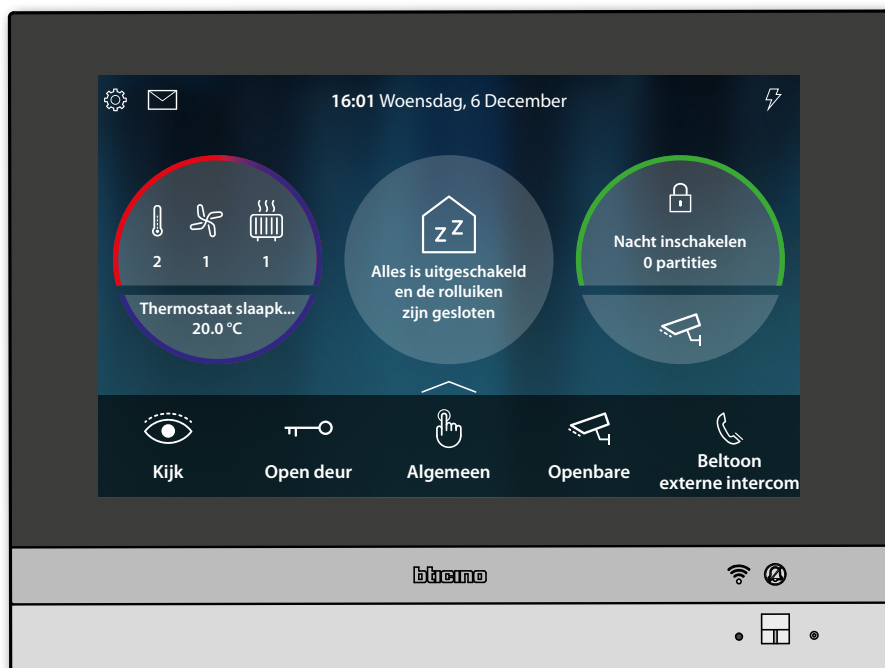 16:01 Woensdag, 6 December
2 1 1
Thermostaat slaapk...
20.0 °C
z Z
Alles is uitgeschakeld
en de rolluiken
zijn gesloten
Nacht inschakelen
0 partities
Kijk
Open deur
Algemeen
Openbare
Beltoon
externe intercom
bticino